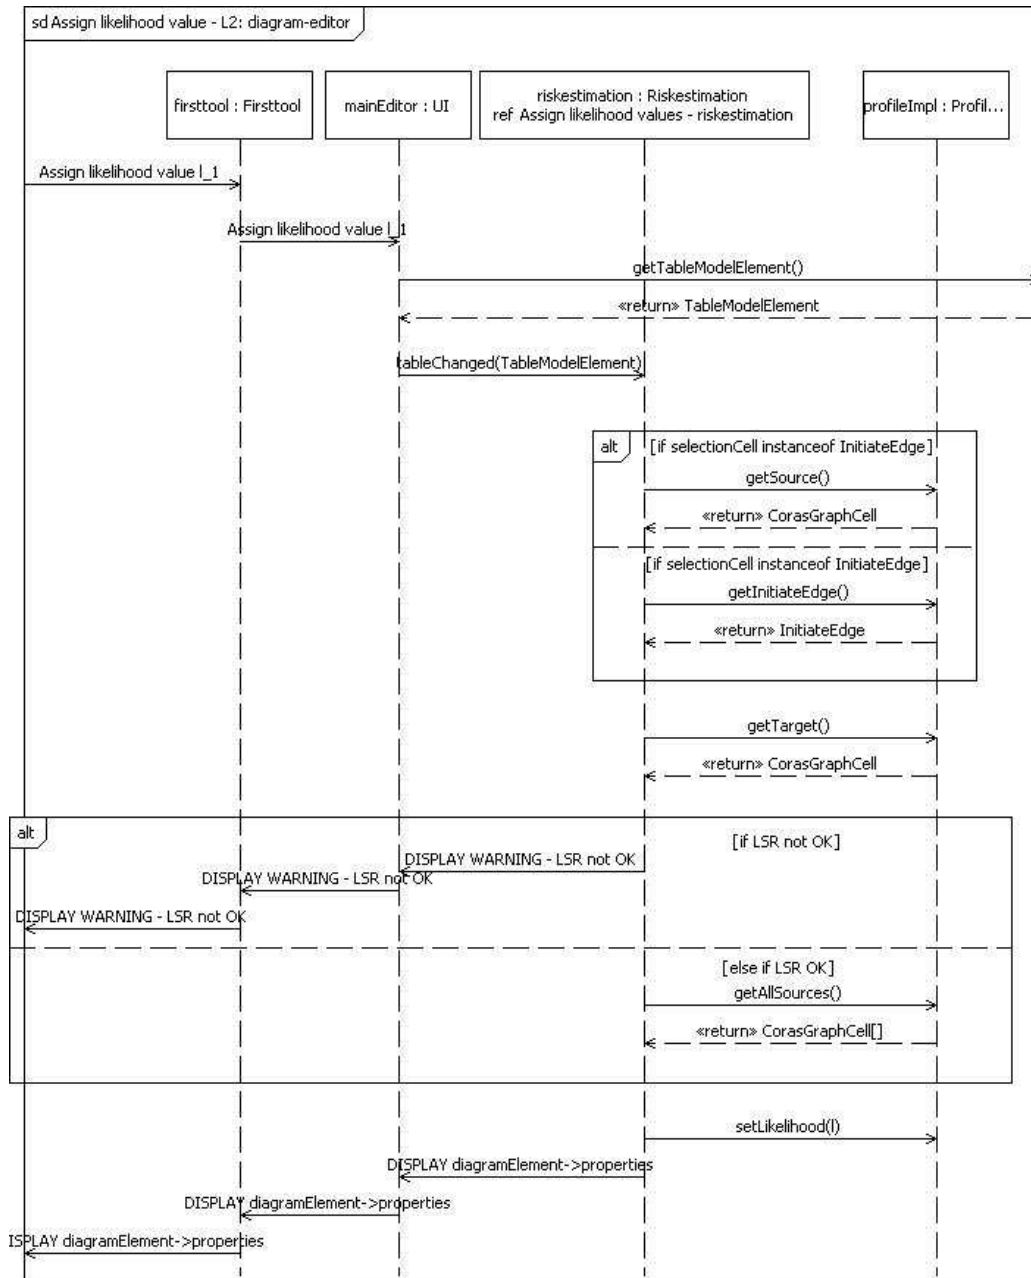 sd Assign likelihood value - L2: diagram-editor
firsttool : Firsttool
mainEditor : UI
riskestimation : Riskestimation
ref Assign likelihood values - riskestimation
profileImpl : Profil...
Assign likelihood value l_1
Assign likelihood value l_1
getTableModelElement()
«return» TableModelElement
tableChanged(TableModelElement)
alt
[if selectionCell instanceof InitiateEdge]
getSource()
«return» CorasGraphCell
[if selectionCell instanceof InitiateEdge]
getInitiateEdge()
«return» InitiateEdge
getTarget()
«return» CorasGraphCell
alt
[if LSR not OK]
DISPLAY WARNING - LSR not OK
DISPLAY WARNING - LSR not OK
DISPLAY WARNING - LSR not OK
[else if LSR OK]
getAllSources()
«return» CorasGraphCell[]
setLikelihood(l)
DISPLAY diagramElement->properties
DISPLAY diagramElement->properties
ISPLAY diagramElement->properties